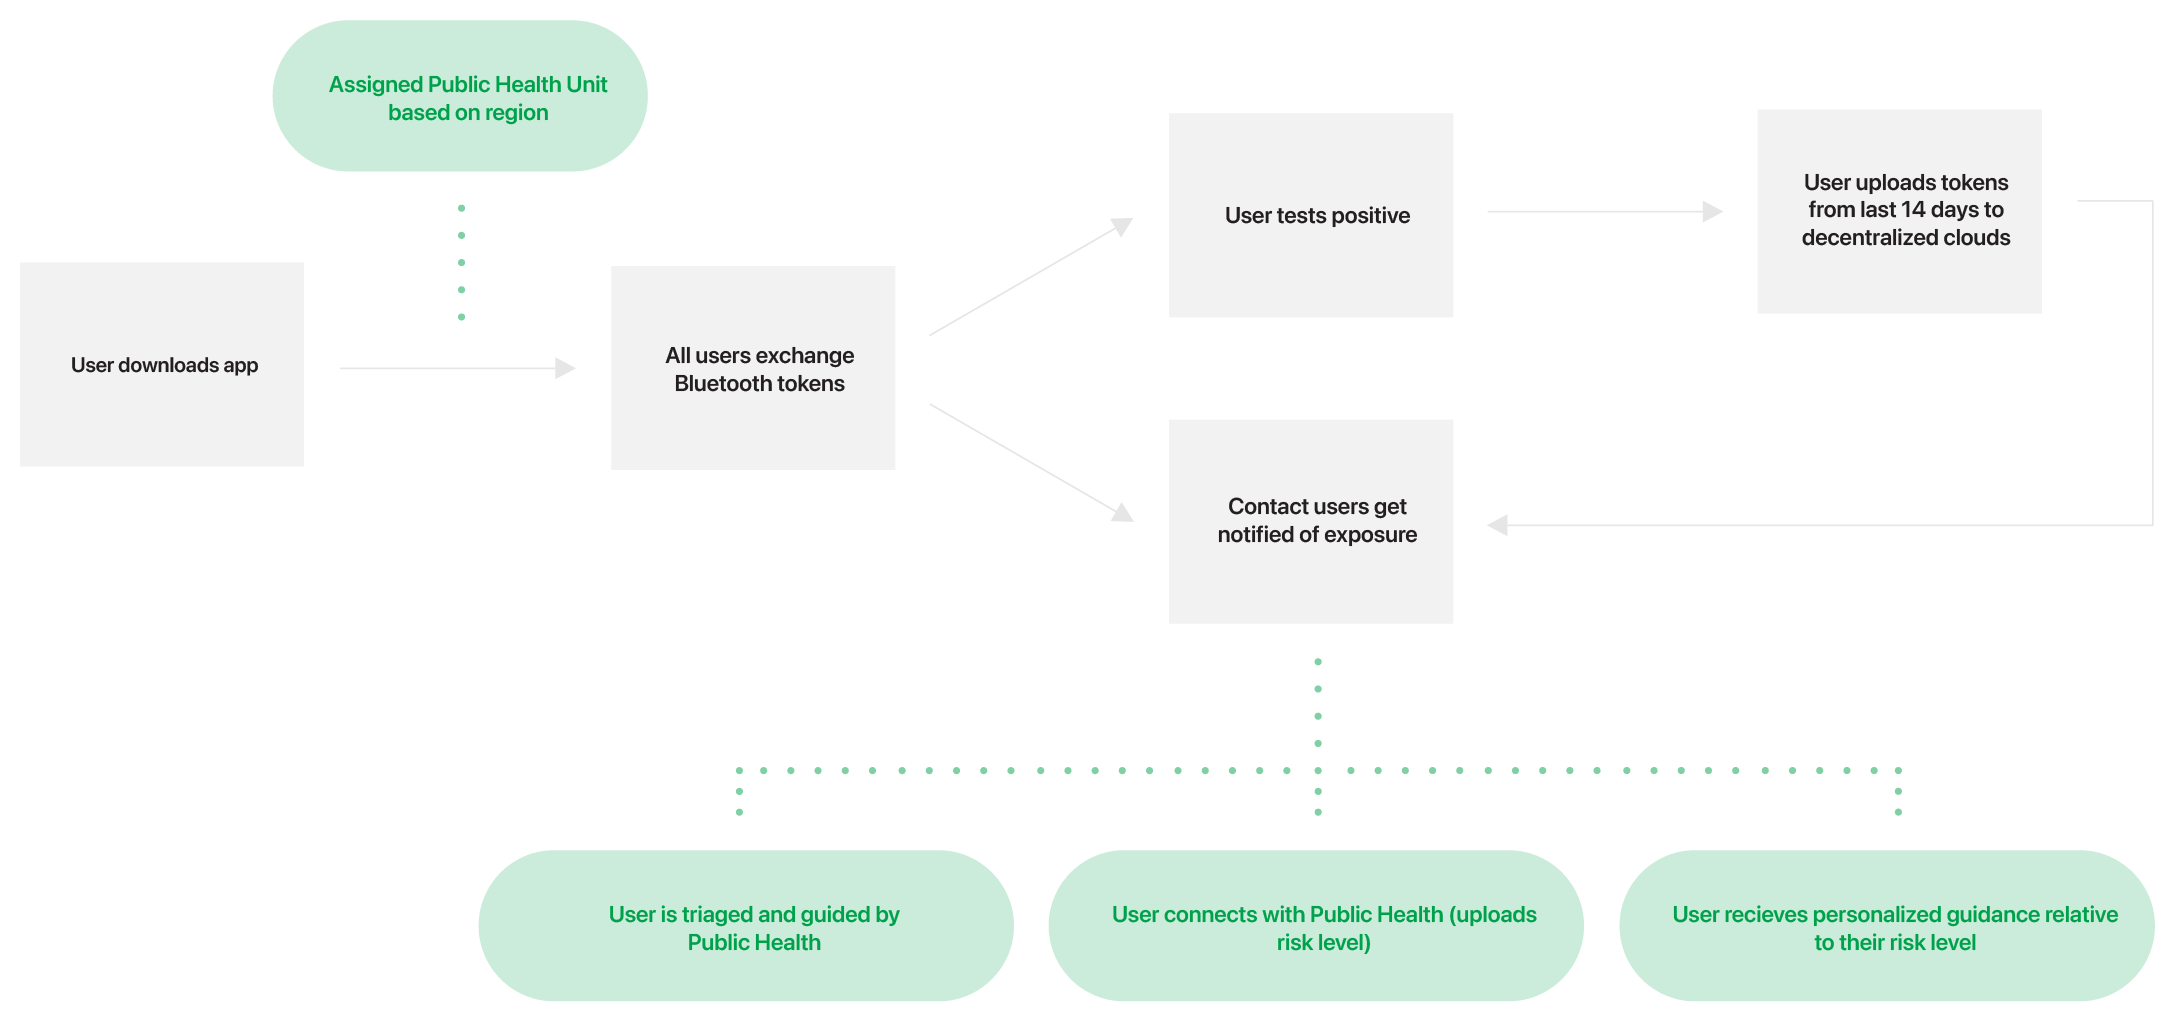 Assigned Public Health Unit
based on region
User downloads app
All users exchange
Bluetooth tokens
User tests positive
User uploads tokens
from last 14 days to
decentralized clouds
Contact users get
notified of exposure
User is triaged and guided by
Public Health
User connects with Public Health (uploads
risk level)
User recieves personalized guidance relative
to their risk level